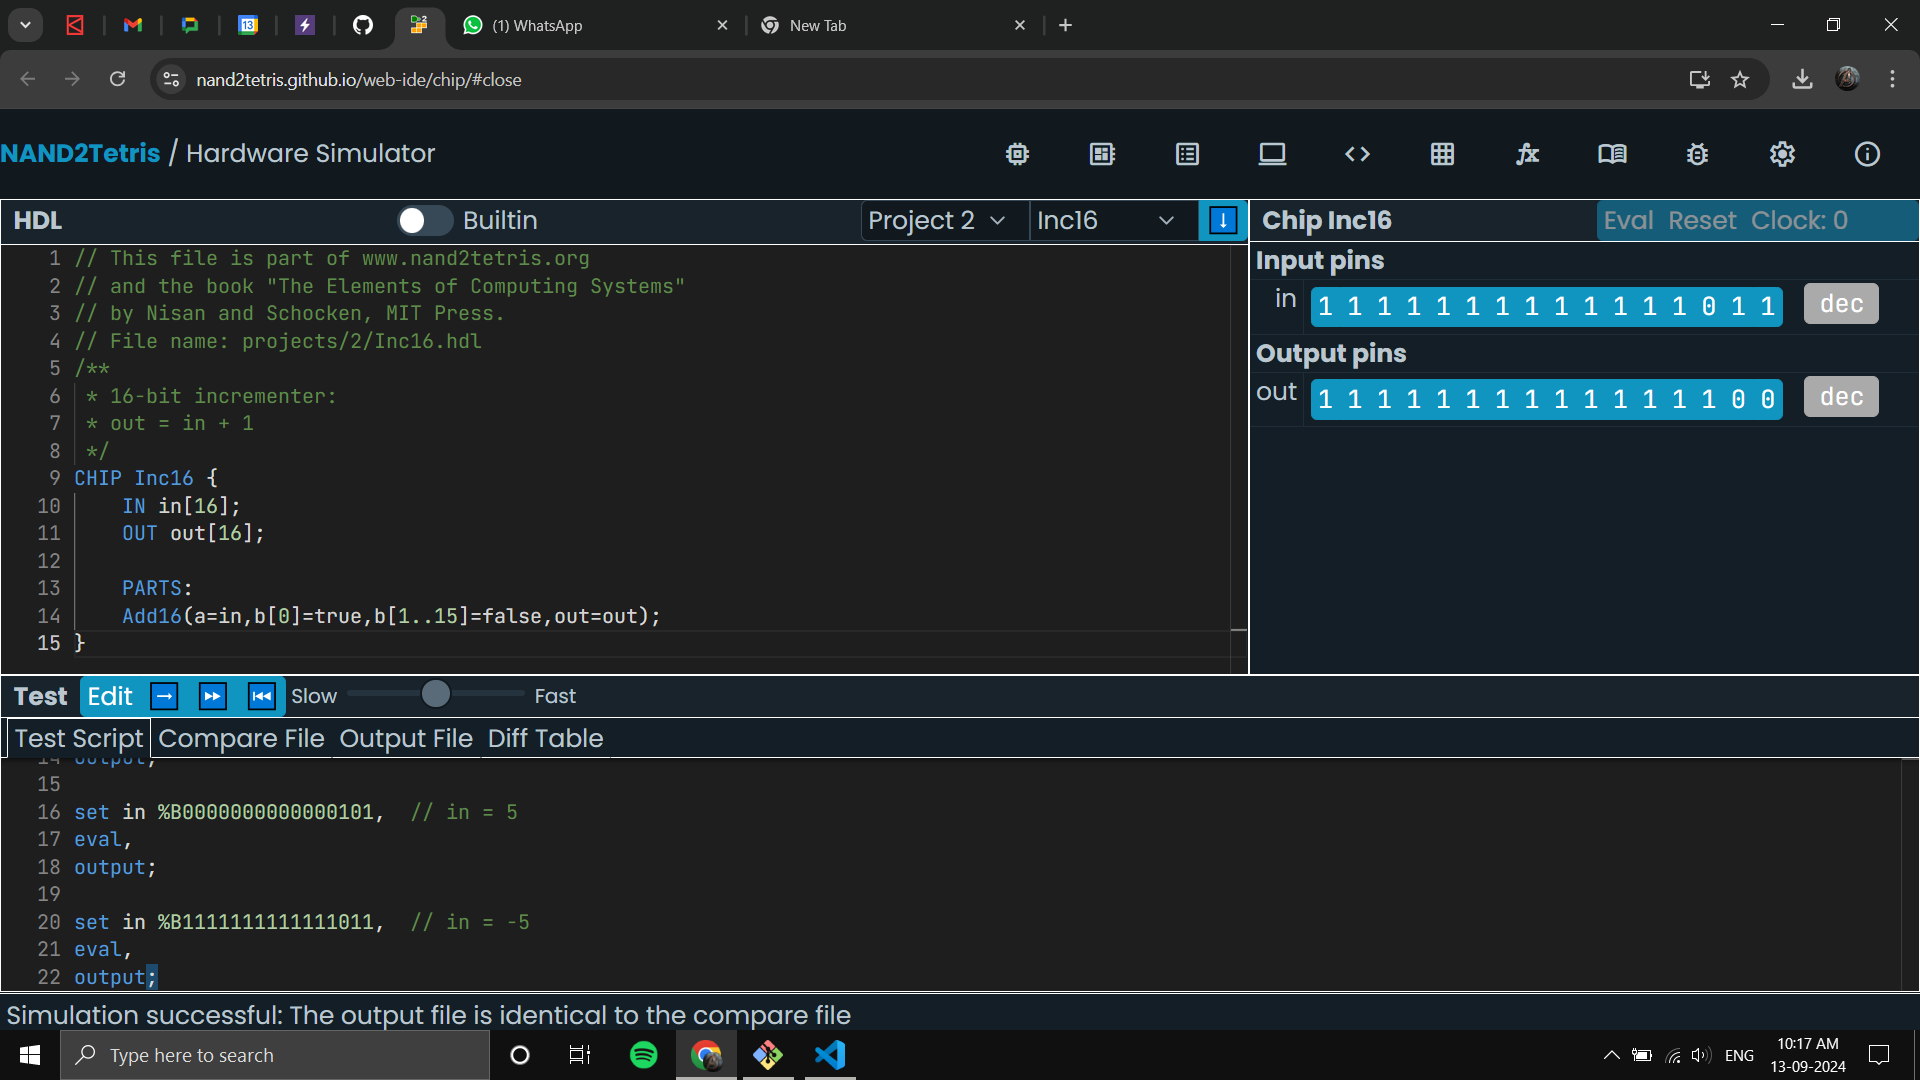 13
(1) WhatsApp
New Tab
nand2tetris.github.io/web-ide/chip/#close
NAND2Tetris / Hardware Simulator
HDL
Builtin
Project 2
Inc16
1 // This file is part of www.nand2tetris.org
2 // and the book "The Elements of Computing Systems"
3 // by Nisan and Schocken, MIT Press.
4 // File name: projects/2/Inc16.hdl
5 /**
6 * 16-bit incrementer:
7 * out = in + 1
8 */
9 CHIP Inc16 {
10 IN in[16];
11 OUT out[16];
12
13 PARTS:
14 Add16(a=in,b[0]=true,b[1..15]=false,out=out);
15 }
Chip Inc16
Eval Reset Clock: 0
Input pins
in 1 1 1 1 1 1 1 1 1 1 1 1 1 0 1 1 dec
Output pins
out 1 1 1 1 1 1 1 1 1 1 1 1 1 1 0 0 dec
Test Edit Slow Fast
Test Script Compare File Output File Diff Table
14 output;
15
16 set in %B0000000000000101, // in = 5
17 eval,
18 output;
19
20 set in %B1111111111111011, // in = -5
21 eval,
22 output;
Simulation successful: The output file is identical to the compare file
Type here to search
ENG
10:17 AM
13-09-2024